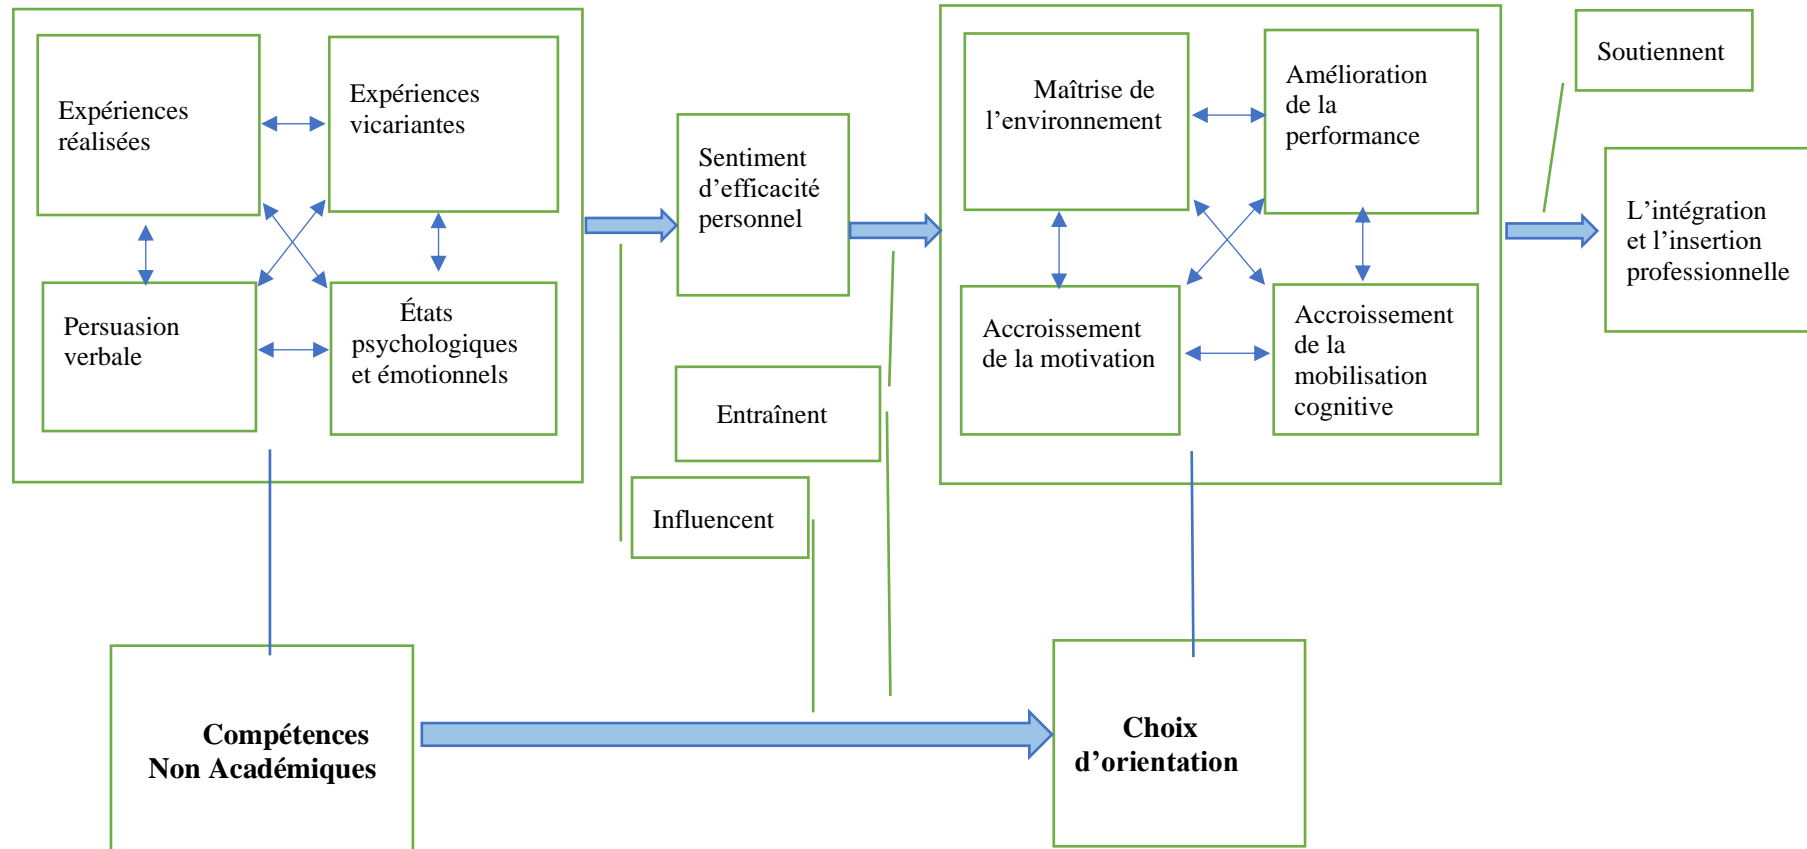 Expériences
réalisées
Expériences
vicariantes
Persuasion
verbale
États
psychologiques
et émotionnels
Sentiment
d’efficacité
personnel
Maîtrise de
l’environnement
Amélioration
de la
performance
Accroissement
de la motivation
Accroissement
de la
mobilisation
cognitive
Soutiennent
L’intégration
et l’insertion
professionnelle
Entraînent
Influencent
Compétences
Non Académiques
Choix
d’orientation